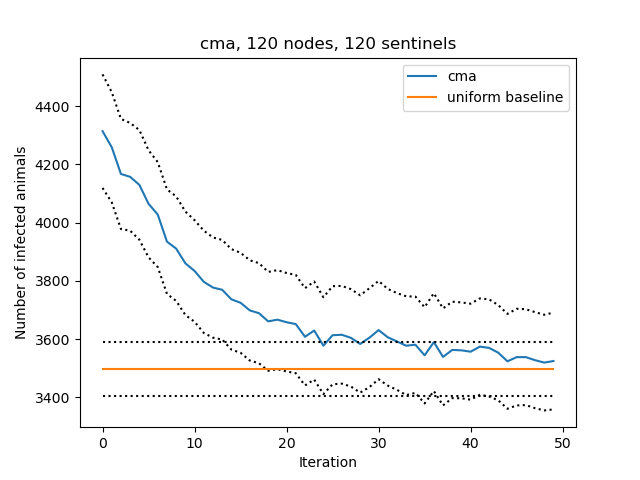 cma, 120 nodes, 120 sentinels
cma
uniform baseline
Number of infected animals
4400
4200
4000
3800
3600
3400
0 10 20 30 40 50
Iteration